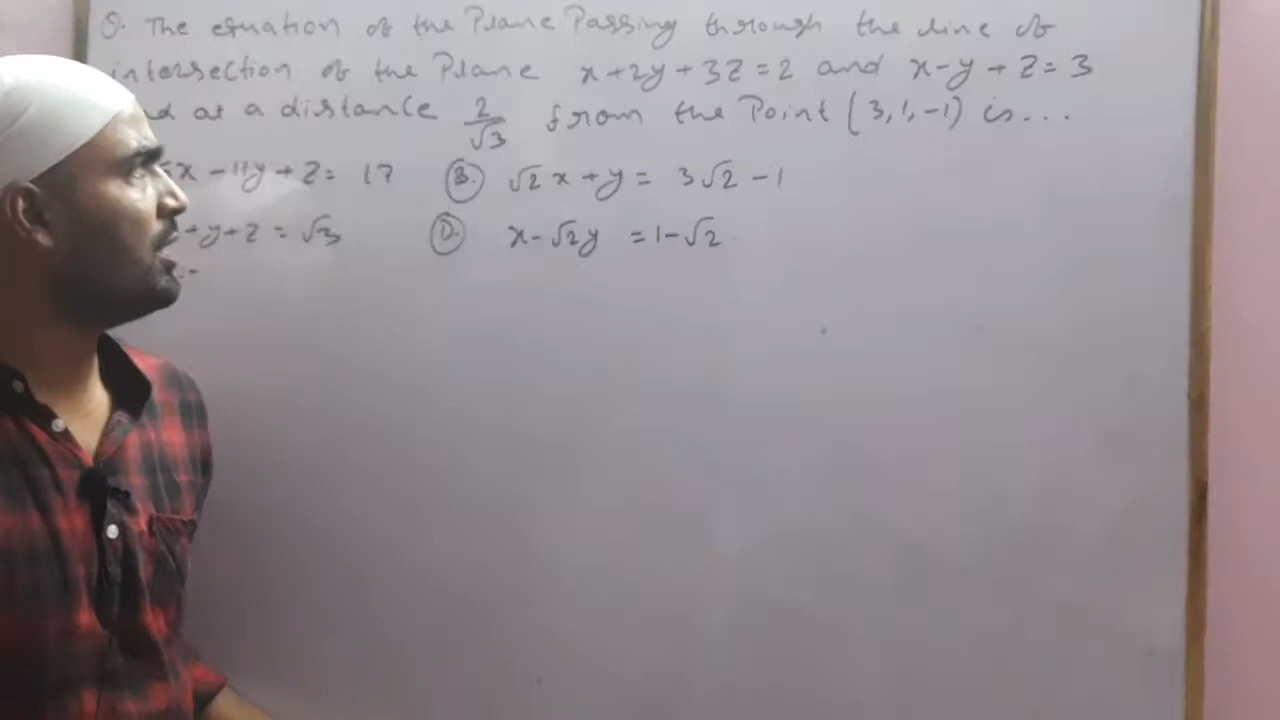 Q. The equation of the Plane Passing through the line of
intersection of the Plane x+2y+3z=2 and x-y+z=3
at a distance 2/√3 from the Point (3,1,-1) is...
x-11y+z= 17 (B.) √2x+y= 3√2-1
+y+z=√3 (D.) x-√2y =1-√2
:-